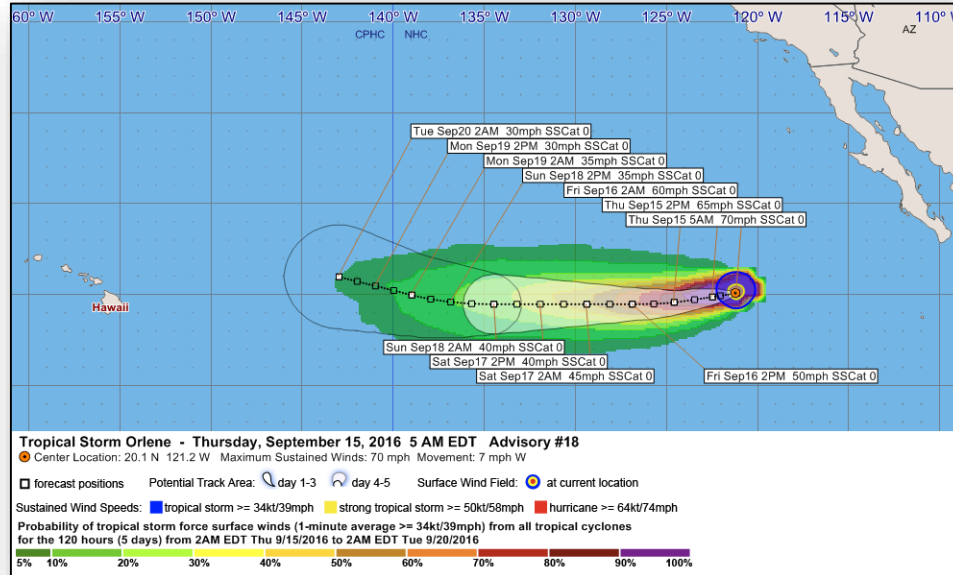 145° W 140° W 135° W 130° W 125° W 120° W 115° W 110° W
CPHC NHC
AZ
60° W 155° W 150° W
Tue Sep20 2AM 30mph SSCat 0
Mon Sep19 2PM 30mph SSCat 0
Mon Sep19 2AM 35mph SSCat 0
Sun Sep18 2PM 35mph SSCat 0
Fri Sep16 2AM 60mph SSCat 0
Thu Sep15 2PM 65mph SSCat 0
Thu Sep15 5AM 70mph SSCat 0
Hawaii
Sun Sep18 2AM 40mph SSCat 0
Sat Sep17 2PM 40mph SSCat 0
Sat Sep17 2AM 45mph SSCat 0
Fri Sep16 2PM 50mph SSCat 0
Tropical Storm Orlene - Thursday, September 15, 2016 5 AM EDT Advisory #18
Center Location: 20.1 N 121.2 W Maximum Sustained Winds: 70 mph Movement: 7 mph W
forecast positions Potential Track Area: day 1-3 day 4-5 Surface Wind Field: at current location
Sustained Wind Speeds: tropical storm >= 34kt/39mph strong tropical storm >= 50kt/58mph hurricane >= 64kt/74mph
Probability of tropical storm force surface winds (1-minute average >= 34kt/39mph) from all tropical cyclones
for the 120 hours (5 days) from 2AM EDT Thu 9/15/2016 to 2AM EDT Tue 9/20/2016
5% 10% 20% 30% 40% 50% 60% 70% 80% 90% 100%